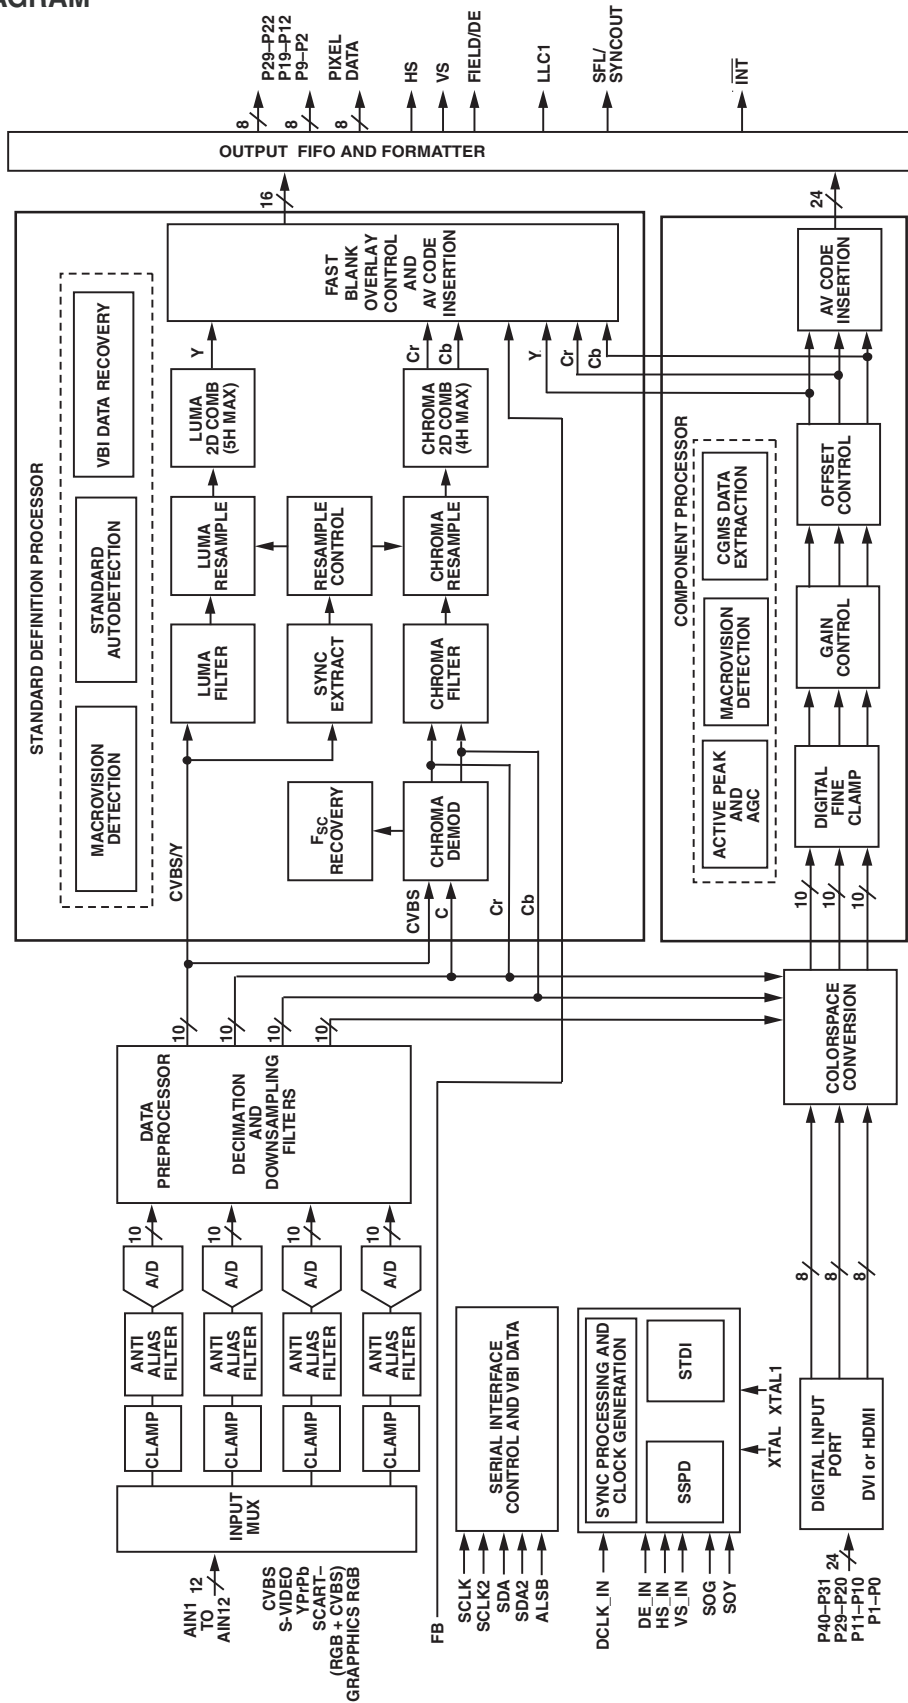 AGRAM
AIN1
TO
AIN12
12
CVBS
S-VIDEO
YPrPb
SCART–
(RGB + CVBS)
GRAPPHICS RGB
INPUT
MUX
CLAMP
ANTI
ALIAS
FILTER
A/D
10
CLAMP
ANTI
ALIAS
FILTER
A/D
10
CLAMP
ANTI
ALIAS
FILTER
A/D
10
CLAMP
ANTI
ALIAS
FILTER
A/D
10
DATA
PREPROCESSOR
DECIMATION
AND
DOWNSAMPLING
FILTERS
10
10
10
10
STANDARD DEFINITION PROCESSOR
MACROVISION
DETECTION
STANDARD
AUTODETECTION
VBI DATA RECOVERY
CVBS/Y
LUMA
FILTER
LUMA
RESAMPLE
LUMA
2D COMB
(5H MAX)
Y
SYNC
EXTRACT
RESAMPLE
CONTROL
FSC
RECOVERY
CVBS
C
CHROMA
DEMOD
CHROMA
FILTER
CHROMA
RESAMPLE
CHROMA
2D COMB
(4H MAX)
Cr
Cb
Cr
Cb
Y
Cr
Cb
FAST
BLANK
OVERLAY
CONTROL
AND
AV CODE
INSERTION
16
FB
SCLK
SCLK2
SDA
SDA2
ALSB
SERIAL INTERFACE
CONTROL AND VBI DATA
DCLK_IN
DE_IN
HS_IN
VS_IN
SOG
SOY
SYNC PROCESSING AND
CLOCK GENERATION
SSPD
STDI
XTAL XTAL1
P40–P31
P29–P20
P11–P10
P1–P0
24
DIGITAL INPUT
PORT
DVI or HDMI
8
8
8
COLORSPACE
CONVERSION
10
10
10
COMPONENT PROCESSOR
ACTIVE PEAK
AND
AGC
MACROVISION
DETECTION
CGMS DATA
EXTRACTION
DIGITAL
FINE
CLAMP
GAIN
CONTROL
OFFSET
CONTROL
AV CODE
INSERTION
24
OUTPUT FIFO AND FORMATTER
8
8
8
P29–P22
P19–P12
P9–P2
PIXEL
DATA
HS
VS
FIELD/DE
LLC1
SFL/
SYNCOUT
INT